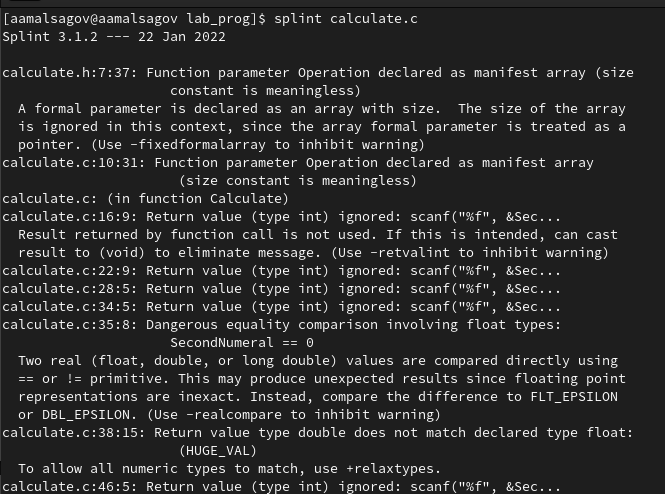 [aamalsagov@aamalsagov lab_prog]$ splint calculate.c
Splint 3.1.2 --- 22 Jan 2022

calculate.h:7:37: Function parameter Operation declared as manifest array (size
                     constant is meaningless)
  A formal parameter is declared as an array with size.  The size of the array
  is ignored in this context, since the array formal parameter is treated as a
  pointer. (Use -fixedformalarray to inhibit warning)
calculate.c:10:31: Function parameter Operation declared as manifest array
                      (size constant is meaningless)
calculate.c: (in function Calculate)
calculate.c:16:9: Return value (type int) ignored: scanf("%f", &Sec...
  Result returned by function call is not used. If this is intended, can cast
  result to (void) to eliminate message. (Use -retvalint to inhibit warning)
calculate.c:22:9: Return value (type int) ignored: scanf("%f", &Sec...
calculate.c:28:5: Return value (type int) ignored: scanf("%f", &Sec...
calculate.c:34:5: Return value (type int) ignored: scanf("%f", &Sec...
calculate.c:35:8: Dangerous equality comparison involving float types:
                     SecondNumeral == 0
  Two real (float, double, or long double) values are compared directly using
  == or != primitive. This may produce unexpected results since floating point
  representations are inexact. Instead, compare the difference to FLT_EPSILON
  or DBL_EPSILON. (Use -realcompare to inhibit warning)
calculate.c:38:15: Return value type double does not match declared type float:
                      (HUGE_VAL)
  To allow all numeric types to match, use +relaxtypes.
calculate.c:46:5: Return value (type int) ignored: scanf("%f", &Sec...